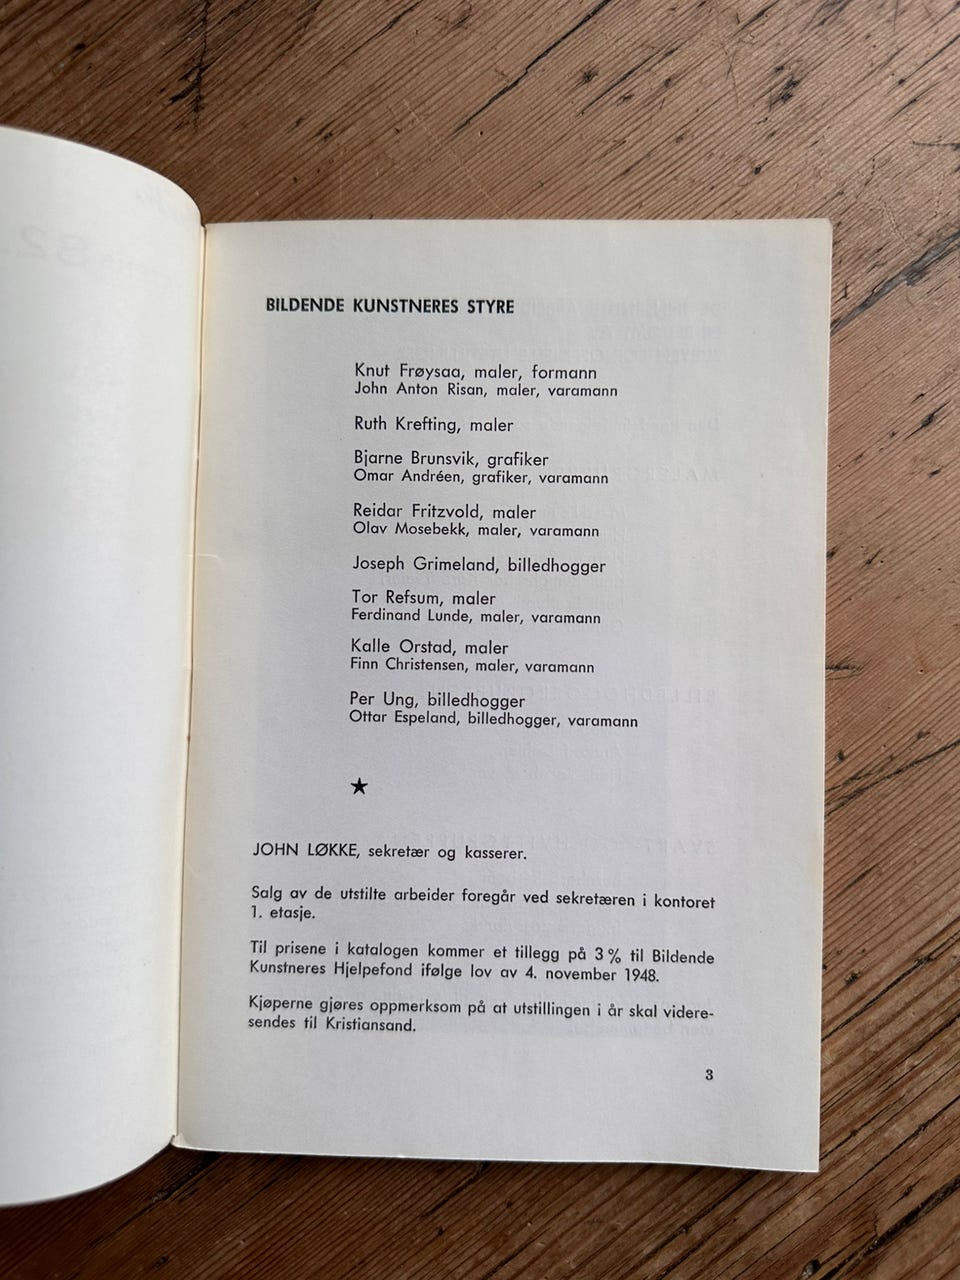 BILDENDE KUNSTNERES STYRE
Knut Frøysaa, maler, formann
John Anton Risan, maler, varamann
Ruth Krefting, maler
Bjarne Brunsvik, grafiker
Omar Andréen, grafiker, varamann
Reidar Fritzvold, maler
Olav Mosebekk, maler, varamann
Joseph Grimeland, billedhogger
Tor Refsum, maler
Ferdinand Lunde, maler, varamann
Kalle Orstad, maler
Finn Christensen, maler, varamann
Per Ung, billedhogger
Ottar Espeland, billedhogger, varamann
★
JOHN LØKKE, sekretær og kasserer.
Salg av de utstilte arbeider foregår ved sekretæren i kontoret
1. etasje.
Til prisene i katalogen kommer et tillegg på 3 % til Bildende
Kunstneres Hjelpefond ifølge lov av 4. november 1948.
Kjøperne gjøres oppmerksom på at utstillingen i år skal videre-
sendes til Kristiansand.
3